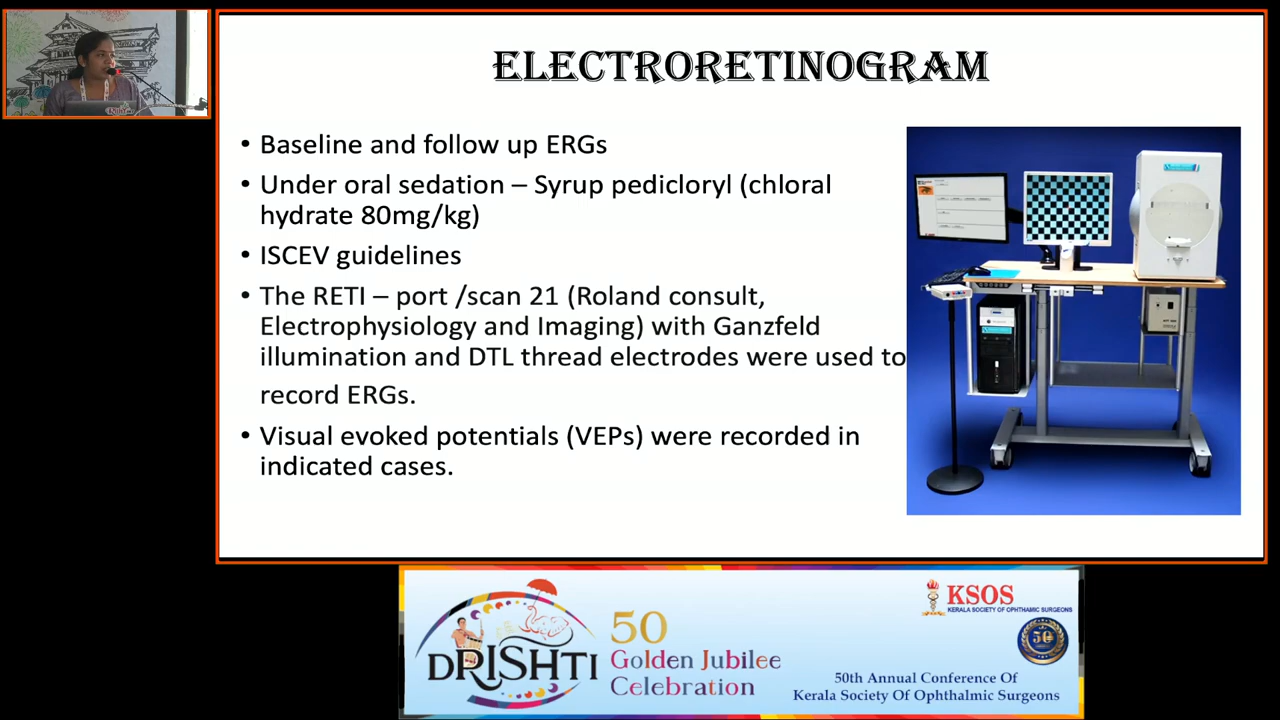 ELECTRORETINOGRAM
• Baseline and follow up ERGs
• Under oral sedation – Syrup pedicloryl (chloral
hydrate 80mg/kg)
• ISCEV guidelines
• The RETI – port /scan 21 (Roland consult,
Electrophysiology and Imaging) with Ganzfeld
illumination and DTL thread electrodes were used to
record ERGs.
• Visual evoked potentials (VEPs) were recorded in
indicated cases.
DRISHTI
50
Golden Jubilee
Celebration
KSOS
KERALA SOCIETY OF OPHTHAMIC SURGEONS
50
50th Annual Conference Of
Kerala Society Of Ophthalmic Surgeons